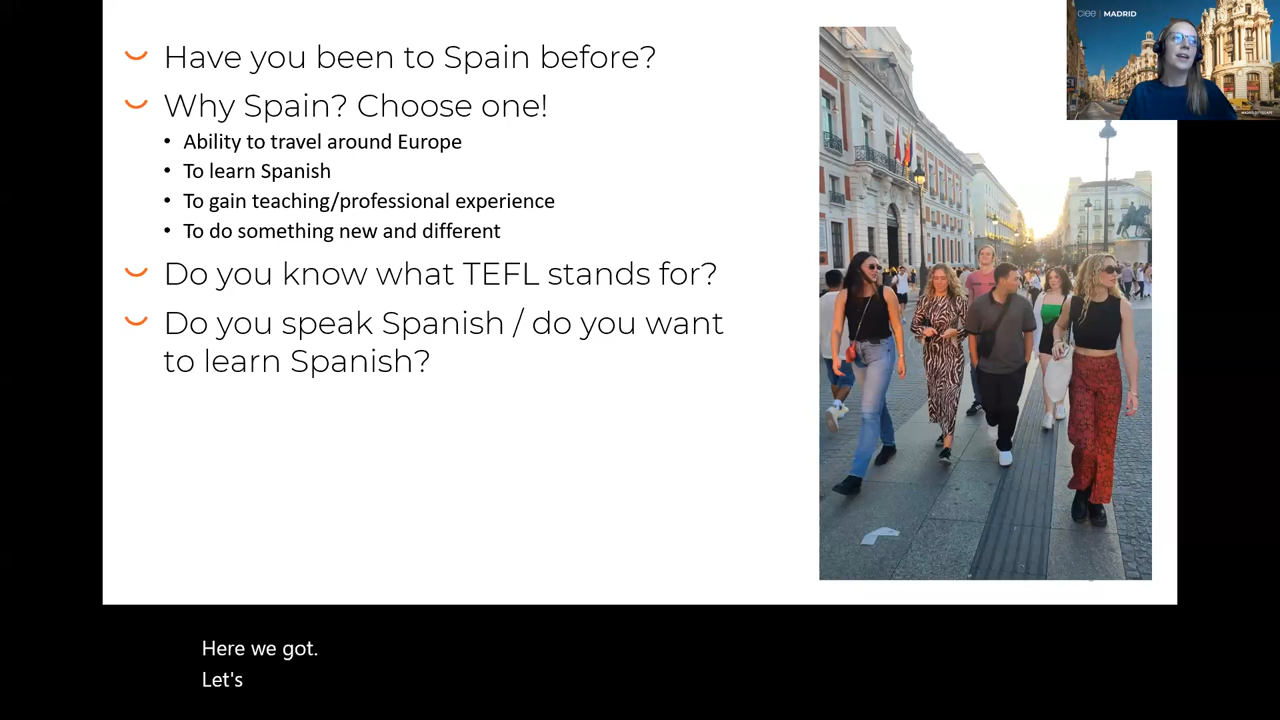 Have you been to Spain before?
Why Spain? Choose one!
• Ability to travel around Europe
• To learn Spanish
• To gain teaching/professional experience
• To do something new and different
Do you know what TEFL stands for?
Do you speak Spanish / do you want
to learn Spanish?
ciee | MADRID
Here we got.
Let's